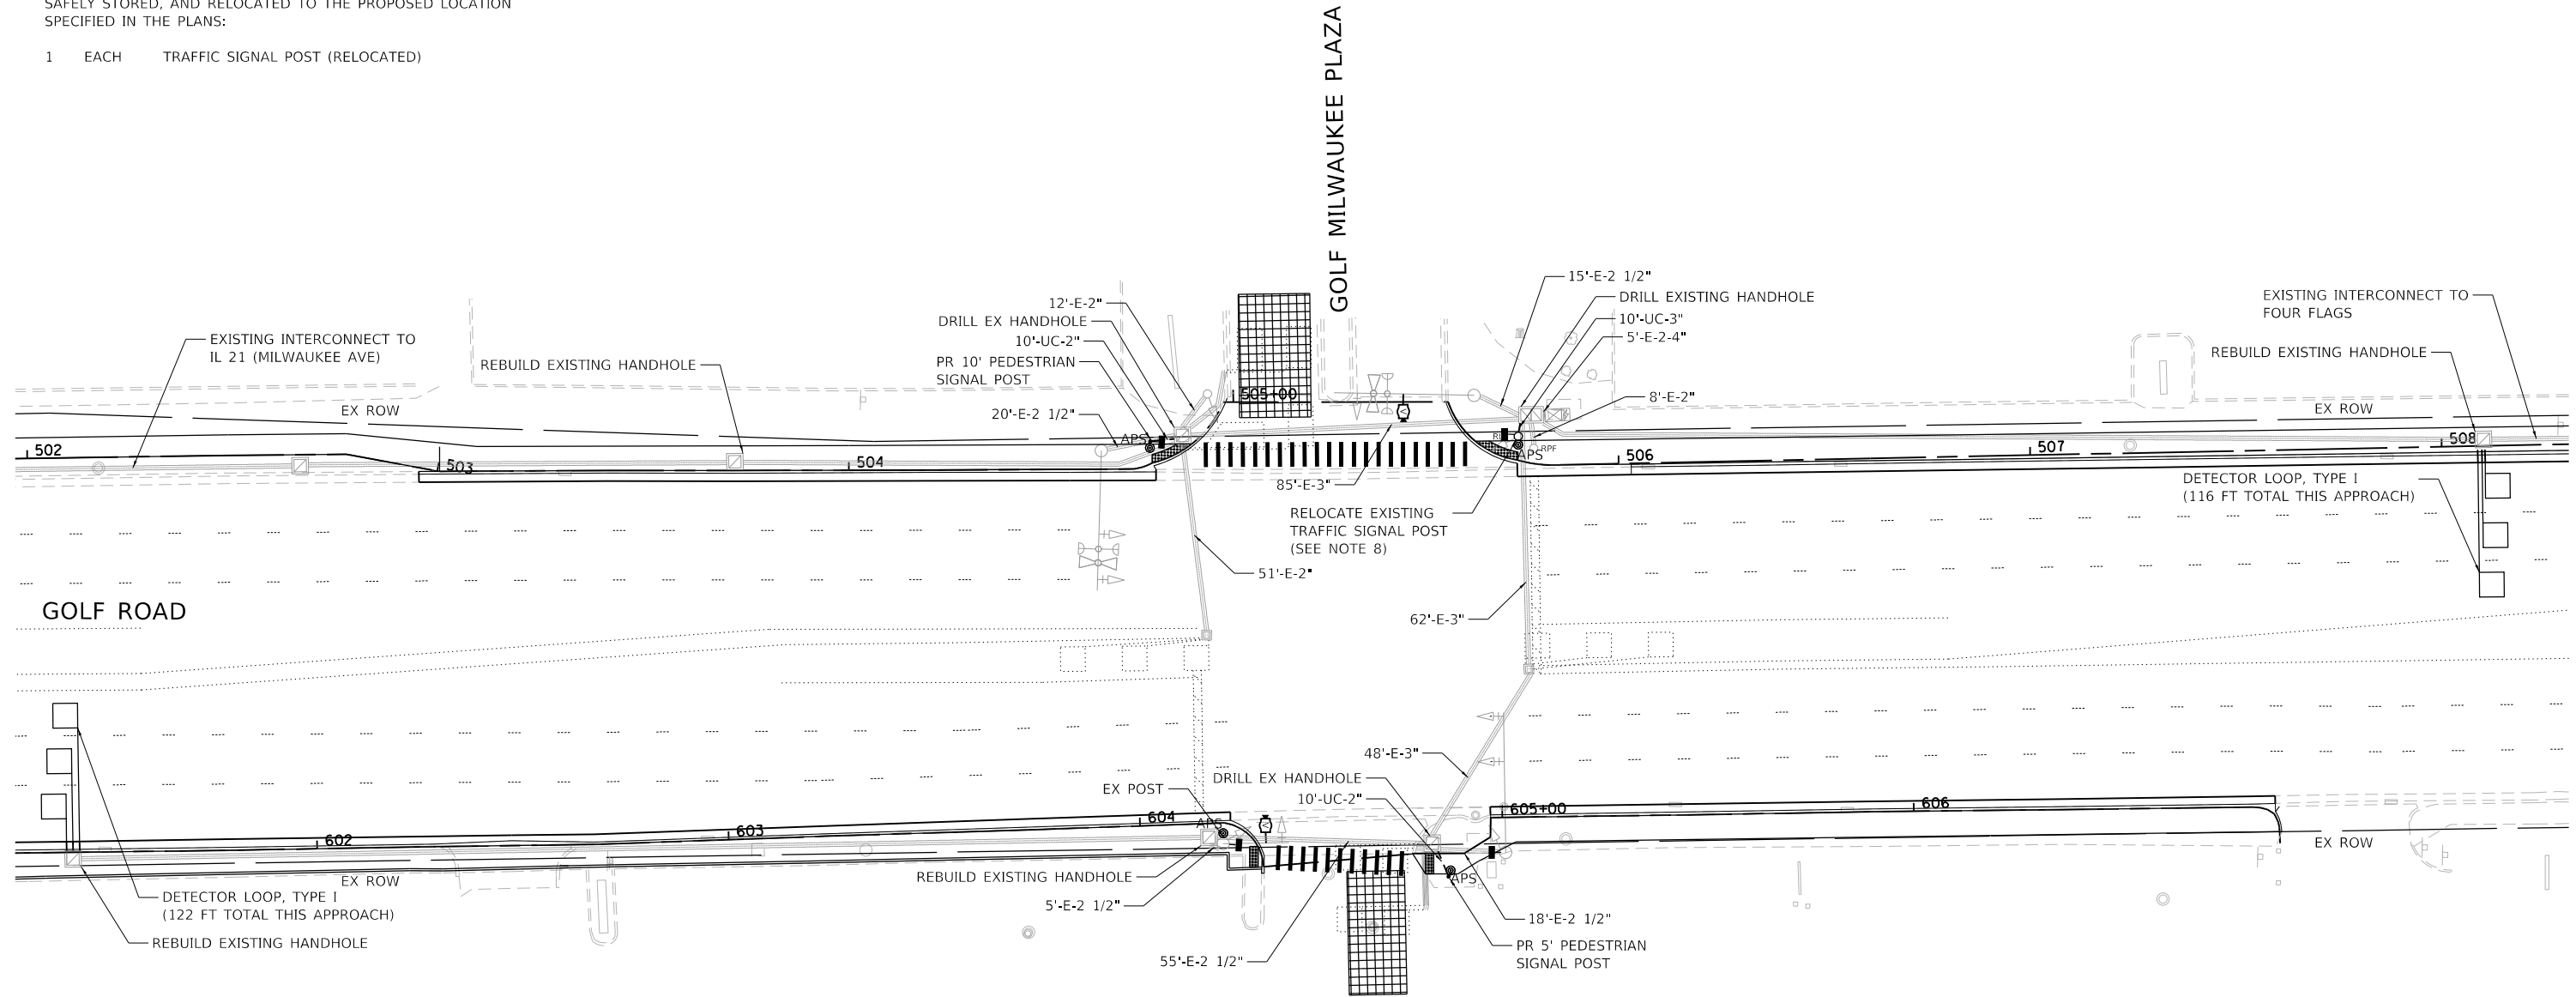 SAFELY STORED, AND RELOCATED TO THE PROPOSED LOCATION
SPECIFIED IN THE PLANS:
1 EACH TRAFFIC SIGNAL POST (RELOCATED)
GOLF MILWAUKEE PLAZA
15'-E-2 1/2"
DRILL EXISTING HANDHOLE
10'-UC-3"
5'-E-2-4"
8'-E-2"
12'-E-2"
DRILL EX HANDHOLE
10'-UC-2"
PR 10' PEDESTRIAN
SIGNAL POST
20'-E-2 1/2"
EXISTING INTERCONNECT TO
IL 21 (MILWAUKEE AVE)
REBUILD EXISTING HANDHOLE
EXISTING INTERCONNECT TO
FOUR FLAGS
REBUILD EXISTING HANDHOLE
EX ROW
EX ROW
502
503
504
505+00
506
507
508
APS
APS
RPF
85'-E-3"
RELOCATE EXISTING
TRAFFIC SIGNAL POST
(SEE NOTE 8)
DETECTOR LOOP, TYPE I
(116 FT TOTAL THIS APPROACH)
51'-E-2"
62'-E-3"
GOLF ROAD
48'-E-3"
DRILL EX HANDHOLE
10'-UC-2"
EX POST
602
603
604
605+00
606
APS
APS
EX ROW
EX ROW
REBUILD EXISTING HANDHOLE
5'-E-2 1/2"
DETECTOR LOOP, TYPE I
(122 FT TOTAL THIS APPROACH)
REBUILD EXISTING HANDHOLE
55'-E-2 1/2"
18'-E-2 1/2"
PR 5' PEDESTRIAN
SIGNAL POST